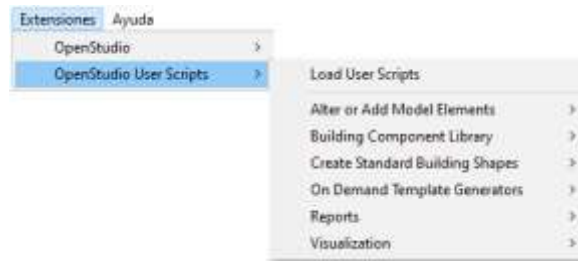 Extensiones Ayuda
OpenStudio
OpenStudio User Scripts
Load User Scripts
Alter or Add Model Elements
Building Component Library
Create Standard Building Shapes
On Demand Template Generators
Reports
Visualization